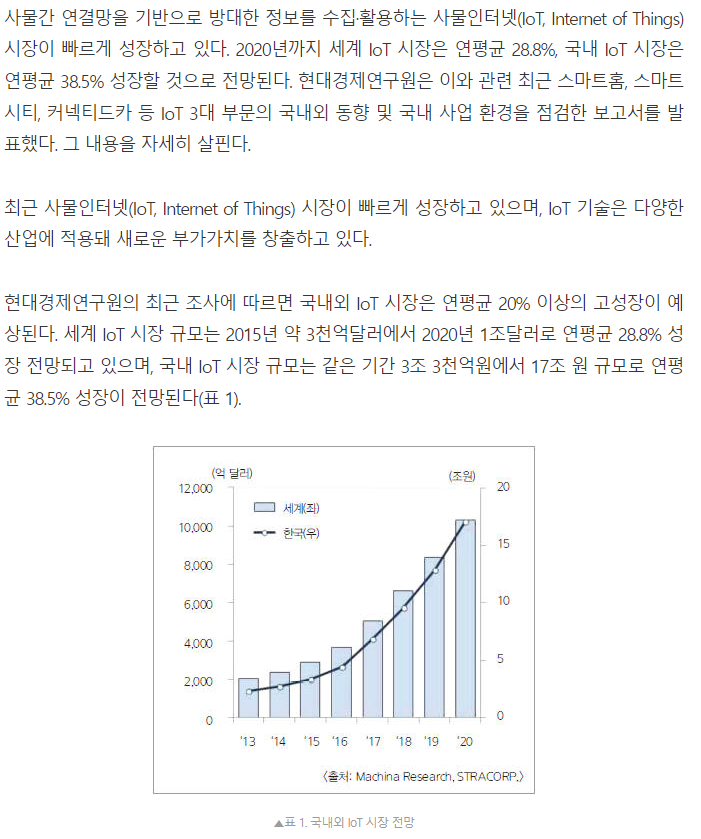 사물간 연결망을 기반으로 방대한 정보를 수집·활용하는 사물인터넷(IoT, Internet of Things)
시장이 빠르게 성장하고 있다. 2020년까지 세계 IoT 시장은 연평균 28.8%, 국내 IoT 시장은
연평균 38.5% 성장할 것으로 전망된다. 현대경제연구원은 이와 관련 최근 스마트홈, 스마트
시티, 커넥티드카 등 IoT 3대 부문의 국내외 동향 및 국내 사업 환경을 점검한 보고서를 발
표했다. 그 내용을 자세히 살핀다.
최근 사물인터넷(IoT, Internet of Things) 시장이 빠르게 성장하고 있으며, IoT 기술은 다양한
산업에 적용돼 새로운 부가가치를 창출하고 있다.
현대경제연구원의 최근 조사에 따르면 국내외 IoT 시장은 연평균 20% 이상의 고성장이 예
상된다. 세계 IoT 시장 규모는 2015년 약 3천억달러에서 2020년 1조달러로 연평균 28.8% 성
장 전망되고 있으며, 국내 IoT 시장 규모는 같은 기간 3조 3천억원에서 17조 원 규모로 연평
균 38.5% 성장이 전망된다(표 1).
(억 달러) (조원)
12,000 20
세계(좌)
10,000
한국(우)
15
8,000
6,000 10
4,000
5
2,000
0 0
'13 '14 '15 '16 '17 '18 '19 '20
<출처: Machina Research, STRACORP.>
▲표 1. 국내외 IoT 시장 전망